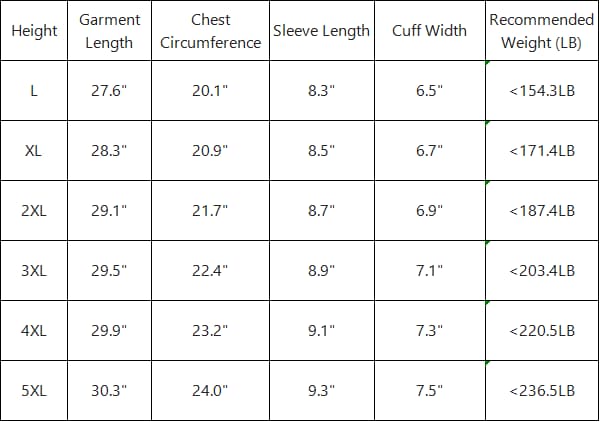 Height Garment Length Chest Circumference Sleeve Length Cuff Width Recommended Weight (LB)
L 27.6" 20.1" 8.3" 6.5" <154.3LB
XL 28.3" 20.9" 8.5" 6.7" <171.4LB
2XL 29.1" 21.7" 8.7" 6.9" <187.4LB
3XL 29.5" 22.4" 8.9" 7.1" <203.4LB
4XL 29.9" 23.2" 9.1" 7.3" <220.5LB
5XL 30.3" 24.0" 9.3" 7.5" <236.5LB